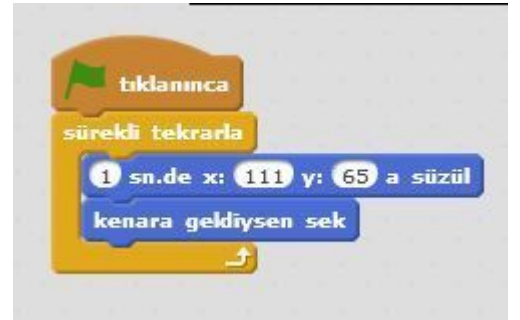 tıklanınca
sürekli tekrarla
1 sn.de x: 111 y: 65 a süzül
kenara geldiysen sek